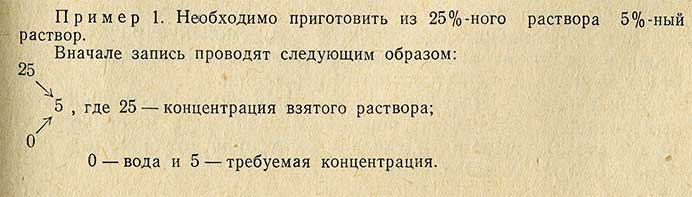 Пример 1. Необходимо приготовить из 25%-ного раствора 5%-ный
раствор.
Вначале запись проводят следующим образом:
25
5 , где 25 — концентрация взятого раствора;
0
0 — вода и 5 — требуемая концентрация.